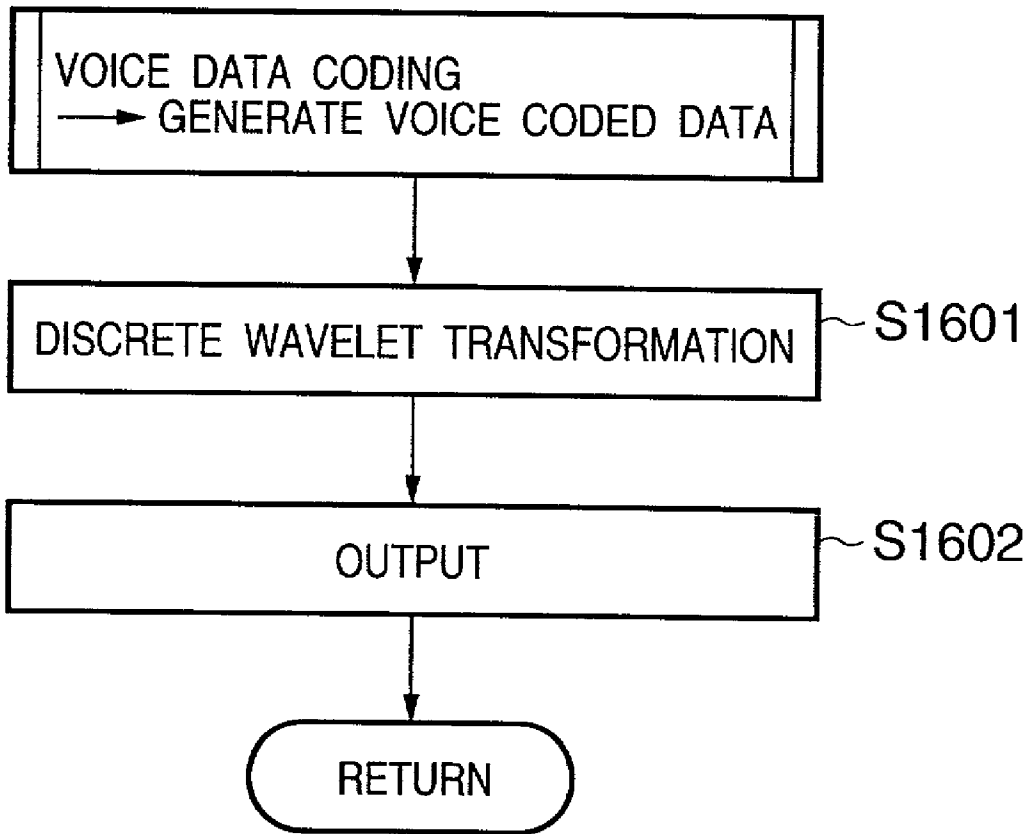 VOICE DATA CODING
→ GENERATE VOICE CODED DATA
DISCRETE WAVELET TRANSFORMATION
S1601
OUTPUT
S1602
RETURN